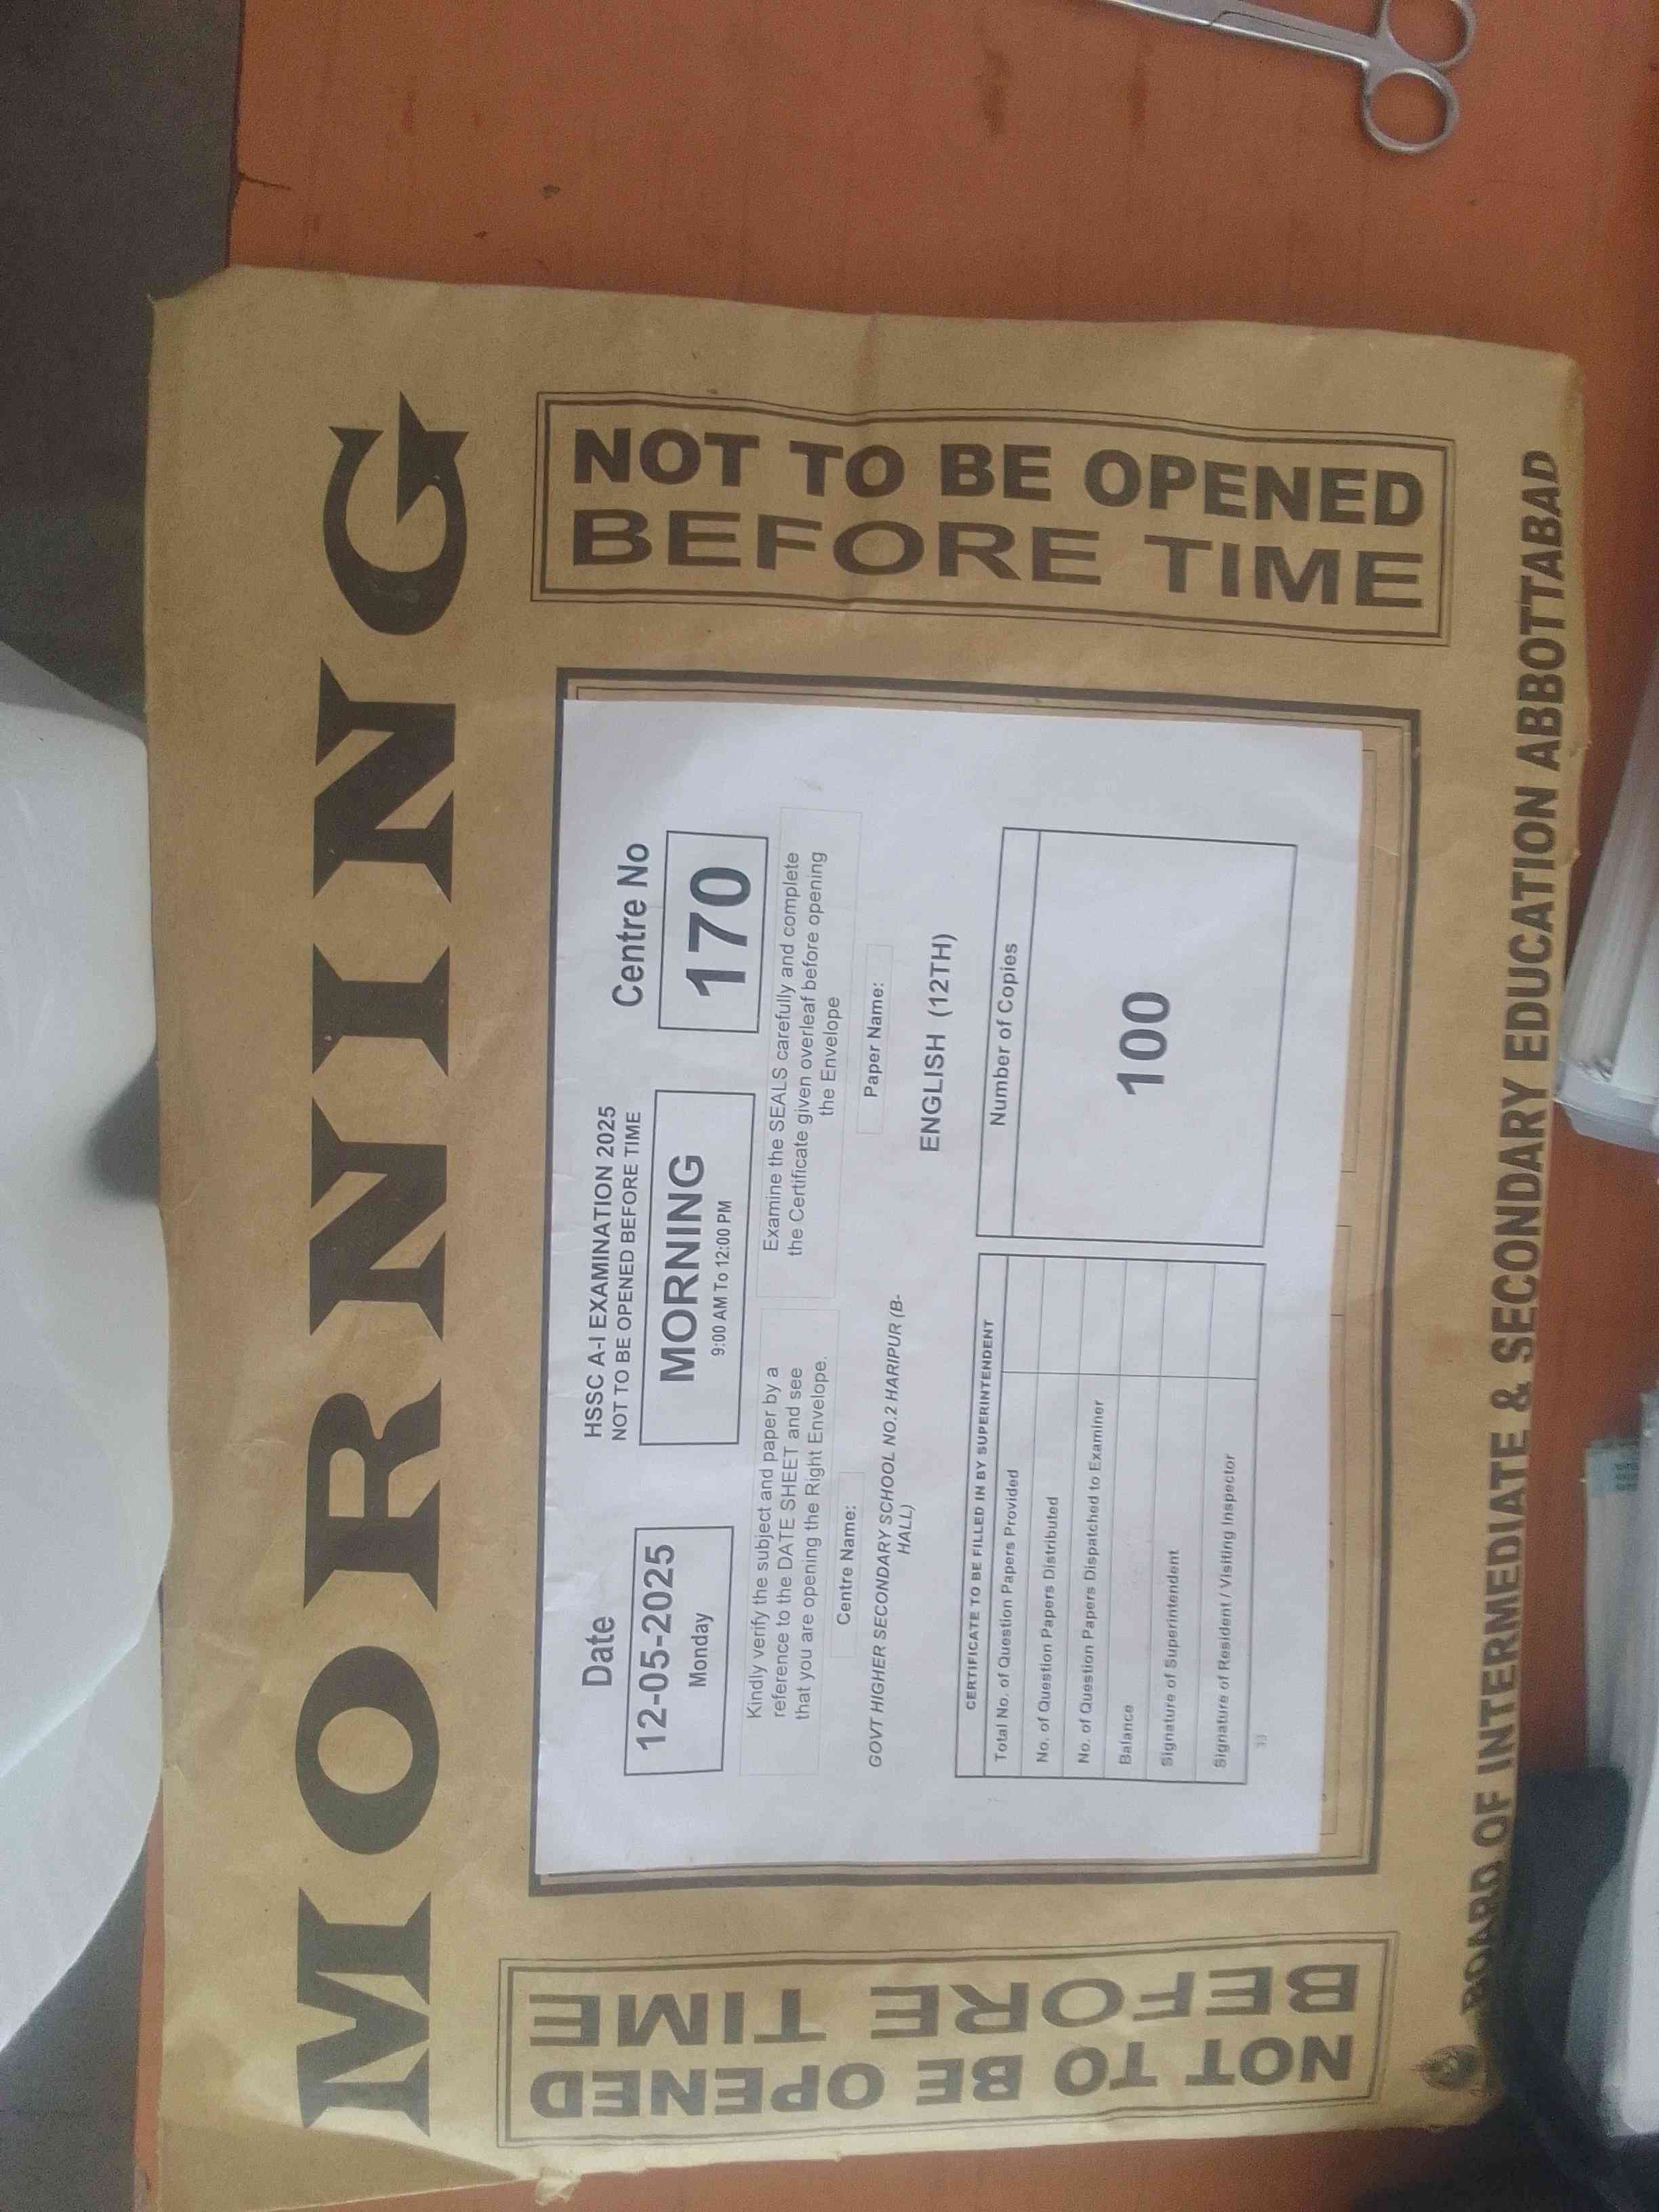 MORNING
NOT TO BE OPENED
BEFORE TIME
HSSC A-I EXAMINATION 2025
NOT TO BE OPENED BEFORE TIME
Date
12-05-2025
Monday
MORNING
9:00 AM To 12:00 PM
Centre No
170
Kindly verify the subject and paper by a
reference to the DATE SHEET and see
that you are opening the Right Envelope.
Examine the SEALS carefully and complete
the Certificate given overleaf before opening
the Envelope
Centre Name:
GOVT HIGHER SECONDARY SCHOOL NO.2 HARIPUR (B-
HALL)
Paper Name:
ENGLISH (12TH)
CERTIFICATE TO BE FILLED IN BY SUPERINTENDENT
Total No. of Question Papers Provided
No. of Question Papers Distributed
No. of Question Papers Dispatched to Examiner
Balance
Signature of Superintendent
Signature of Resident / Visiting Inspector
Number of Copies
100
33
NOT TO BE OPENED
BEFORE TIME
BOARD OF INTERMEDIATE & SECONDARY EDUCATION ABBOTTABAD